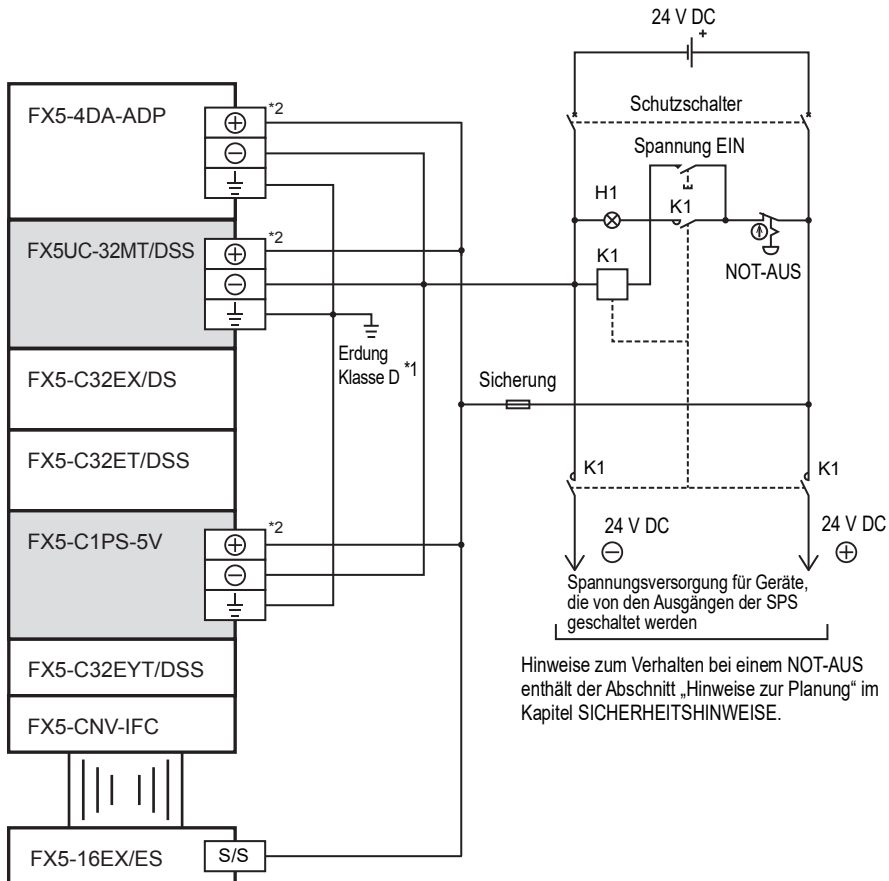 24 V DC
+
Schutzschalter
Spannung EIN
H1
K1
K1
NOT-AUS
FX5-4DA-ADP
*2
FX5UC-32MT/DSS
*2
Erdung
Klasse D *1
Sicherung
FX5-C32EX/DS
FX5-C32ET/DSS
K1
K1
FX5-C1PS-5V
*2
24 V DC
24 V DC
Spannungsversorgung für Geräte,
die von den Ausgängen der SPS
geschaltet werden
FX5-C32EYT/DSS
FX5-CNV-IFC
Hinweise zum Verhalten bei einem NOT-AUS
enthält der Abschnitt „Hinweise zur Planung“ im
Kapitel SICHERHEITSHINWEISE.
FX5-16EX/ES
S/S